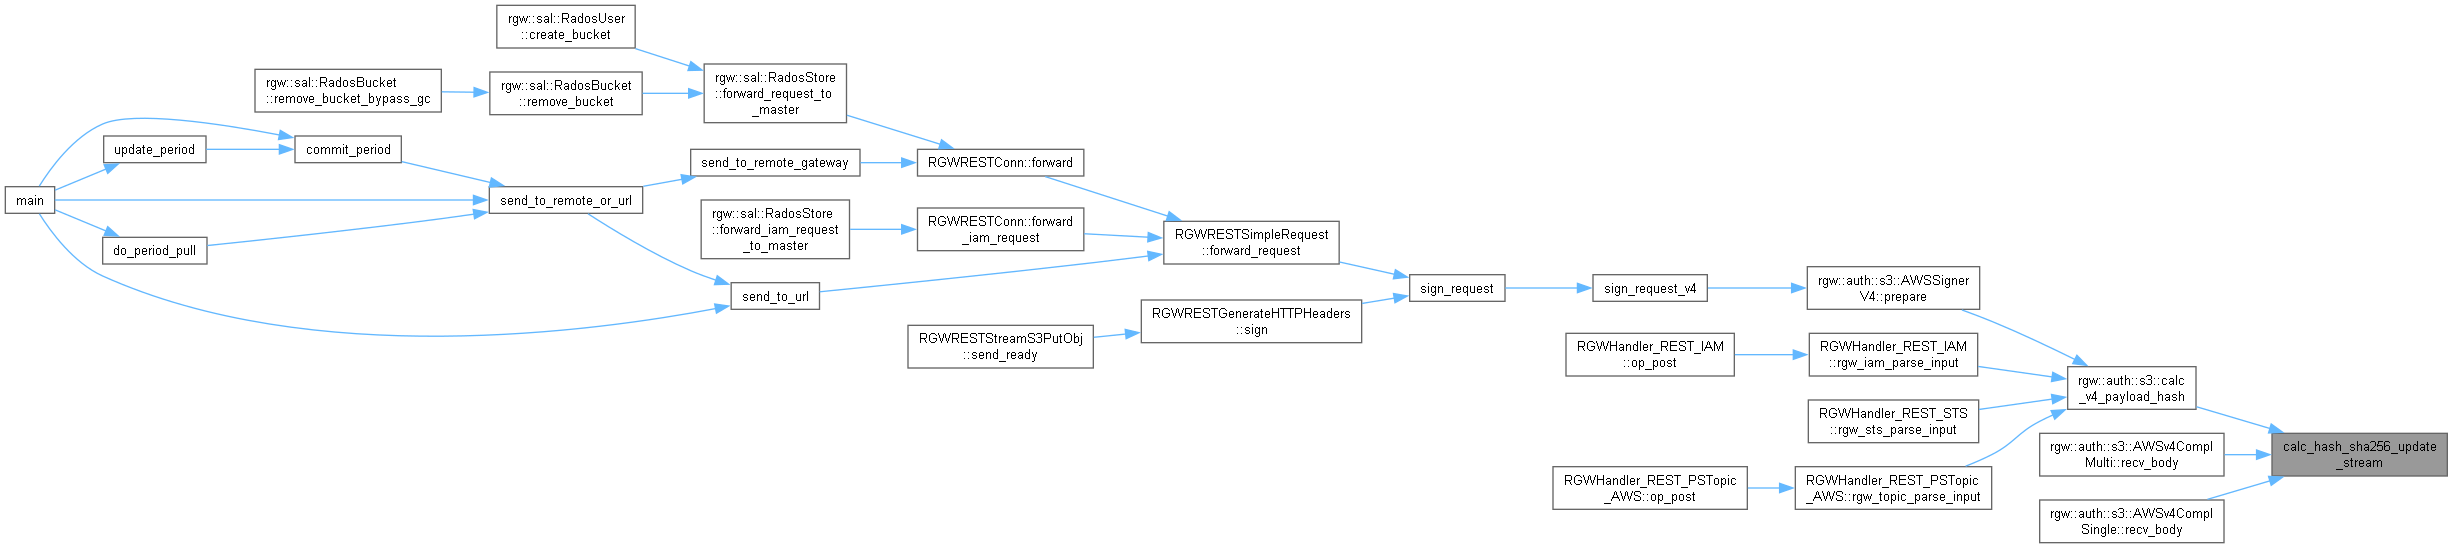 main
update_period
do_period_pull
rgw::sal::RadosBucket
::remove_bucket_bypass_gc
commit_period
rgw::sal::RadosUser
::create_bucket
rgw::sal::RadosBucket
::remove_bucket
send_to_remote_or_url
rgw::sal::RadosStore
::forward_request_to
_master
send_to_remote_gateway
rgw::sal::RadosStore
::forward_iam_request
_to_master
send_to_url
RGWRESTConn::forward
RGWRESTConn::forward
_iam_request
RGWRESTStreamS3PutObj
::send_ready
RGWRESTSimpleRequest
::forward_request
RGWRESTGenerateHTTPHeaders
::sign
sign_request
sign_request_v4
RGWHandler_REST_IAM
::op_post
RGWHandler_REST_PSTopic
_AWS::op_post
rgw::auth::s3::AWSSigner
V4::prepare
RGWHandler_REST_IAM
::rgw_iam_parse_input
RGWHandler_REST_STS
::rgw_sts_parse_input
RGWHandler_REST_PSTopic
_AWS::rgw_topic_parse_input
rgw::auth::s3::calc
_v4_payload_hash
rgw::auth::s3::AWSv4Compl
Multi::recv_body
rgw::auth::s3::AWSv4Compl
Single::recv_body
calc_hash_sha256_update
_stream